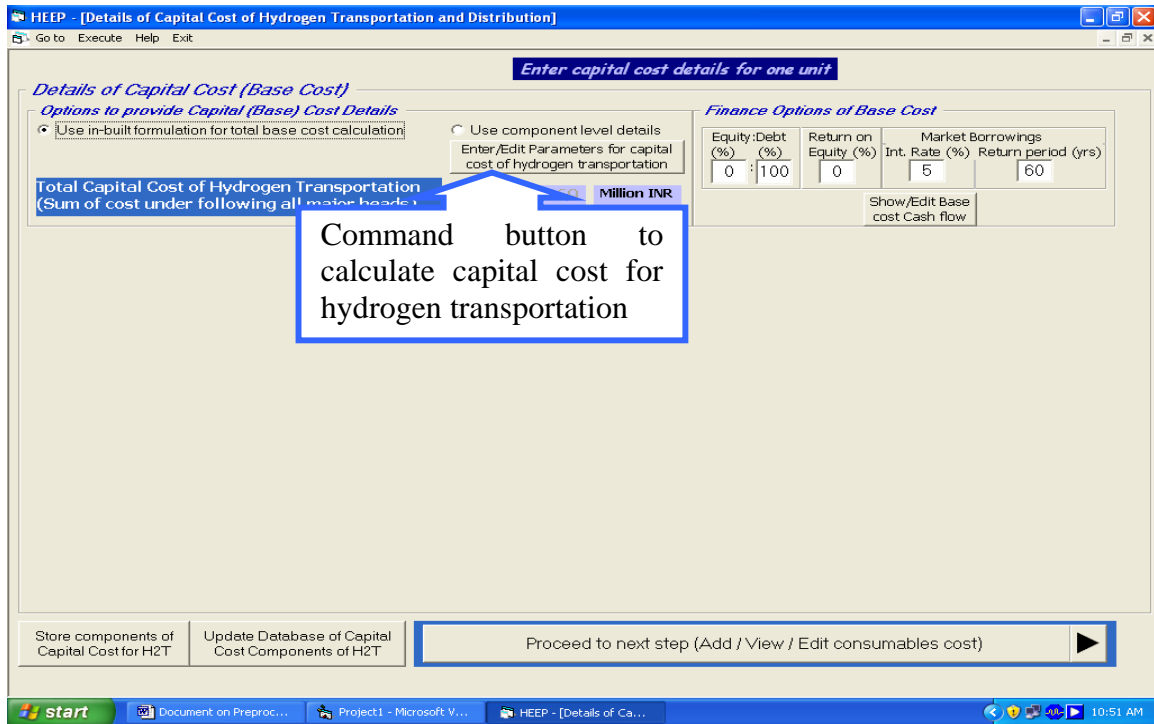 HEEP - [Details of Capital Cost of Hydrogen Transportation and Distribution]
Go to Execute Help Exit
Enter capital cost details for one unit
Details of Capital Cost (Base Cost)
Options to provide Capital (Base) Cost Details
Use in-built formulation for total base cost calculation
Use component level details
Enter/Edit Parameters for capital
cost of hydrogen transportation
Total Capital Cost of Hydrogen Transportation
(Sum of cost under following all major heads)
Million INR
Finance Options of Base Cost
Equity:Debt
(%) (%)
0 : 100
Return on
Equity (%)
0
Market Borrowings
Int. Rate (%) Return period (yrs)
5 60
Show/Edit Base
cost Cash flow
Command button to
calculate capital cost for
hydrogen transportation
Store components of
Capital Cost for H2T
Update Database of Capital
Cost Components of H2T
Proceed to next step (Add / View / Edit consumables cost)
start
Document on Preproc...
Project1 - Microsoft V...
HEEP - [Details of Ca...
10:51 AM